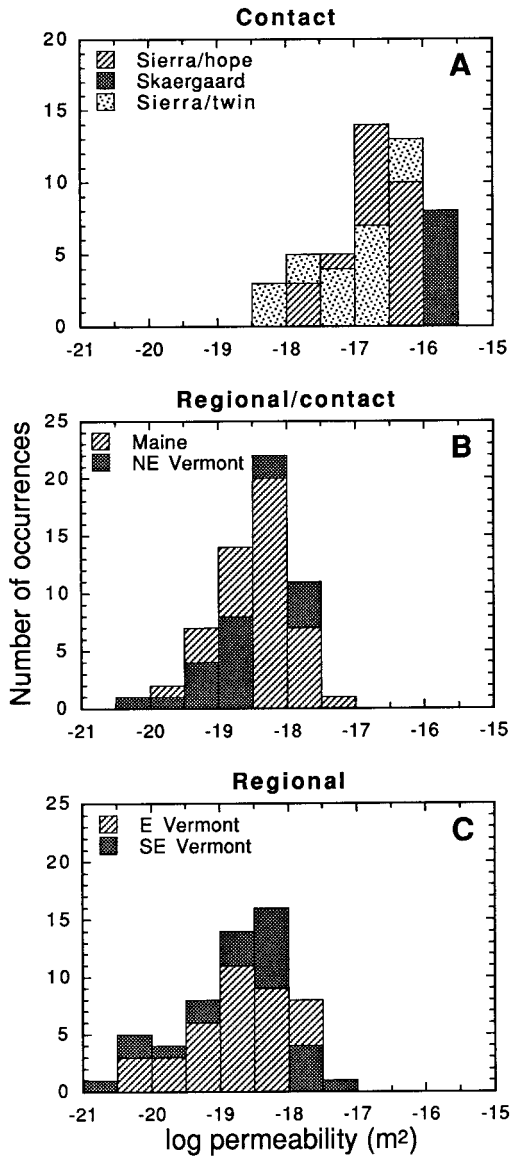 Contact
A
Sierra/hope
Skaergaard
Sierra/twin
20
15
10
5
0
-21 -20 -19 -18 -17 -16 -15
Regional/contact
B
Maine
NE Vermont
25
20
15
10
5
0
-21 -20 -19 -18 -17 -16 -15
Number of occurrences
Regional
C
E Vermont
SE Vermont
25
20
15
10
5
0
-21 -20 -19 -18 -17 -16 -15
log permeability (m2)